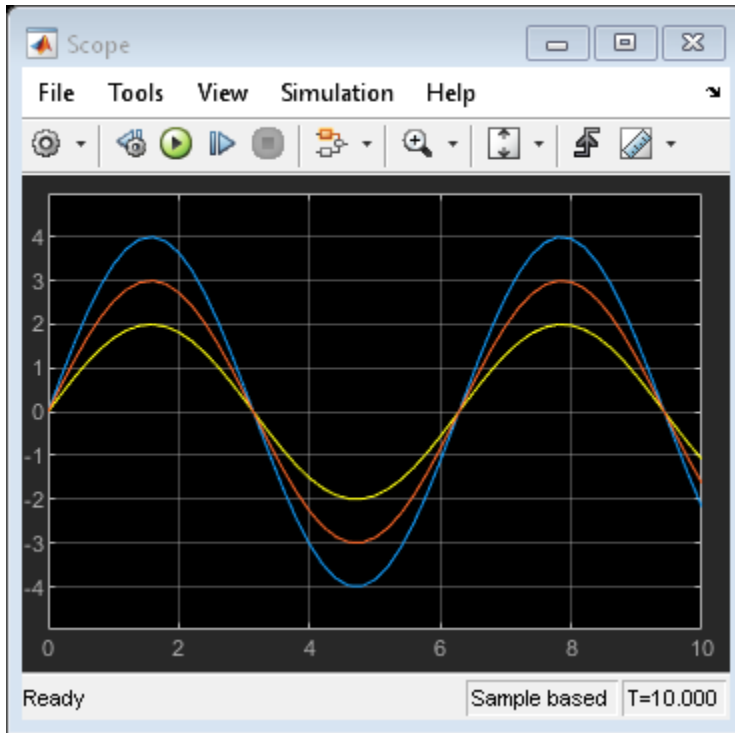 Scope
File Tools View Simulation Help
4
3
2
1
0
-1
-2
-3
-4
0 2 4 6 8 10
Ready Sample based T=10.000